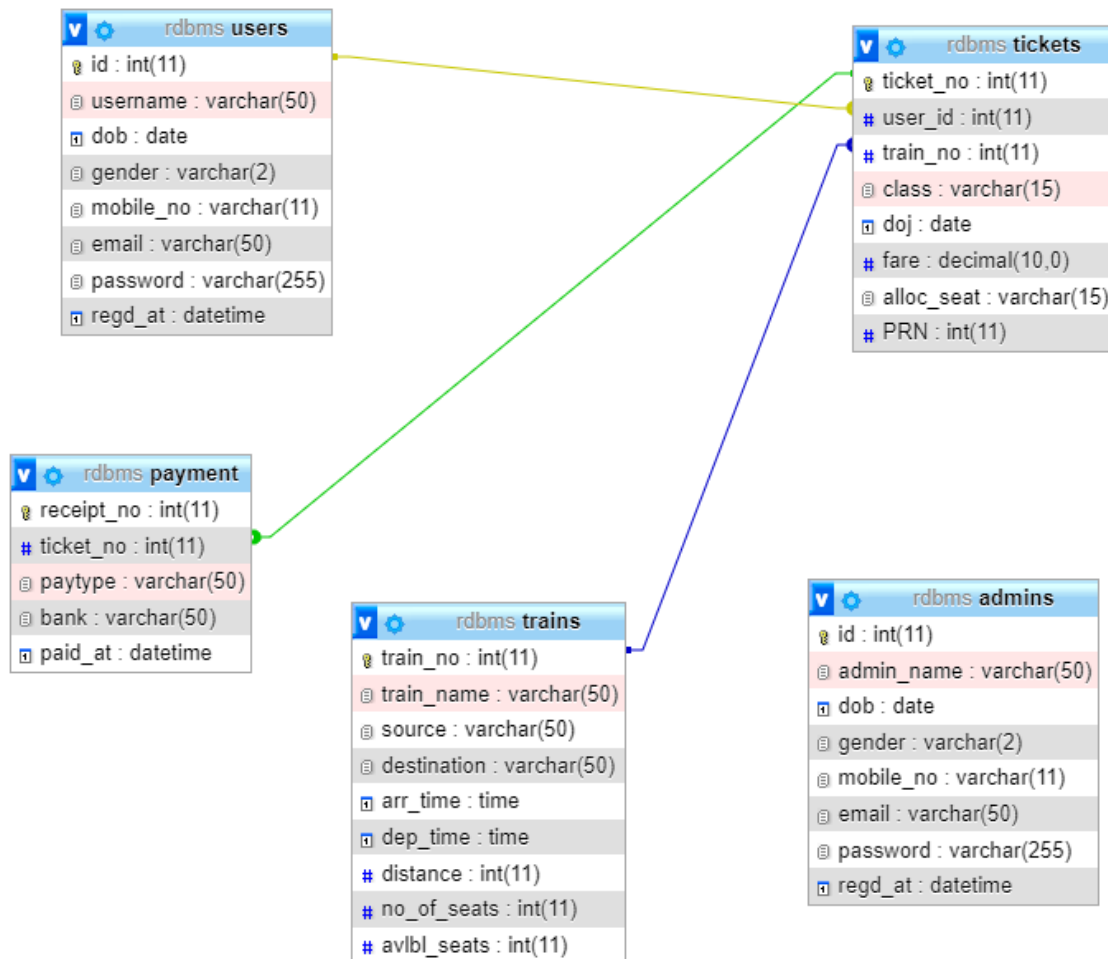 rdbms users
id : int(11)
username : varchar(50)
dob : date
gender : varchar(2)
mobile_no : varchar(11)
email : varchar(50)
password : varchar(255)
regd_at : datetime
rdbms tickets
ticket_no : int(11)
user_id : int(11)
train_no : int(11)
class : varchar(15)
doj : date
fare : decimal(10,0)
alloc_seat : varchar(15)
PRN : int(11)
rdbms payment
receipt_no : int(11)
ticket_no : int(11)
paytype : varchar(50)
bank : varchar(50)
paid_at : datetime
rdbms trains
train_no : int(11)
train_name : varchar(50)
source : varchar(50)
destination : varchar(50)
arr_time : time
dep_time : time
distance : int(11)
no_of_seats : int(11)
avlbl_seats : int(11)
rdbms admins
id : int(11)
admin_name : varchar(50)
dob : date
gender : varchar(2)
mobile_no : varchar(11)
email : varchar(50)
password : varchar(255)
regd_at : datetime